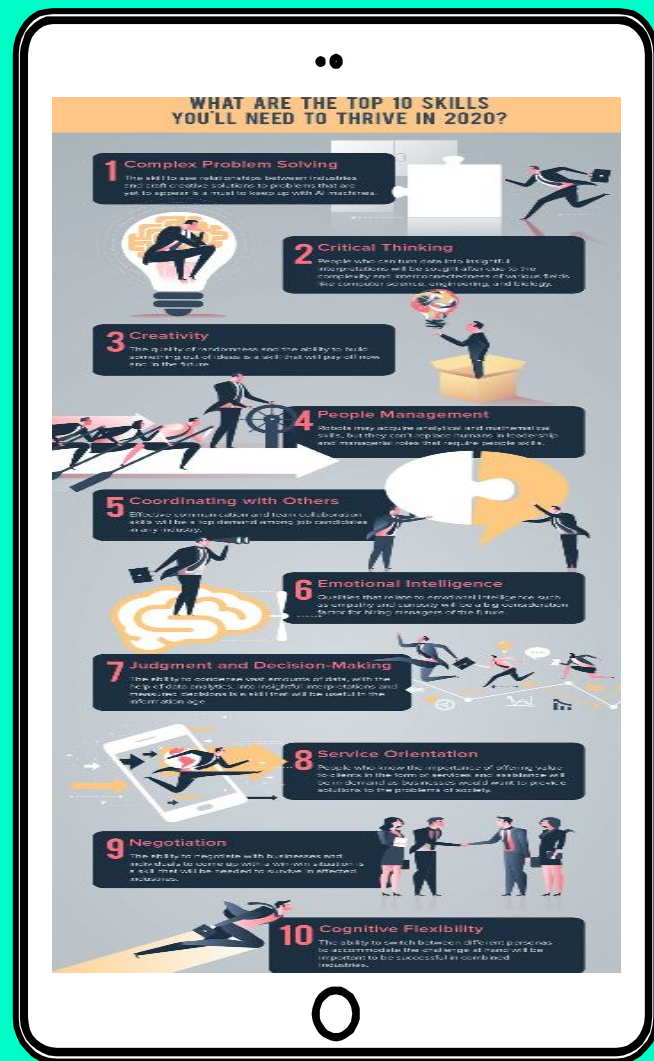 WHAT ARE THE TOP 10 SKILLS
YOU'LL NEED TO THRIVE IN 2020?
1 Complex Problem Solving
The skill to see relationships between industries
and craft creative solutions to problems that are
yet to appear is a must to keep up with AI machines.
2 Critical Thinking
People who can turn data into insightful
interpretations will be sought after due to the
complexity and interconnectedness of various fields
like computer science, engineering, and biology.
3 Creativity
The quality of randomness and the ability to build
something out of ideas is a skill that will pay off now
and in the future.
4 People Management
Robots may acquire analytical and mathematical
skills, but they can't replace humans in leadership
and managerial roles that require people skills.
5 Coordinating with Others
Effective communication and team collaboration
skills will be a top demand among job candidates
in any industry.
6 Emotional Intelligence
Qualities that relate to emotional intelligence such
as empathy and curiosity will be a big consideration
factor for hiring managers of the future.
7 Judgment and Decision-Making
The ability to condense vast amounts of data, with the
help of data analytics, into insightful interpretations and
measured decisions is a skill that will be useful in the
information age.
8 Service Orientation
People who know the importance of offering value
to clients in the form of services and assistance will
be in demand as businesses would want to provide
solutions to the problems of society.
9 Negotiation
The ability to negotiate with businesses and
individuals to come up with a win-win situation is
a skill that will be needed to survive in affected
industries.
10 Cognitive Flexibility
The ability to switch between different personas
to accommodate the challenge at hand will be
important to be successful in combined
industries.